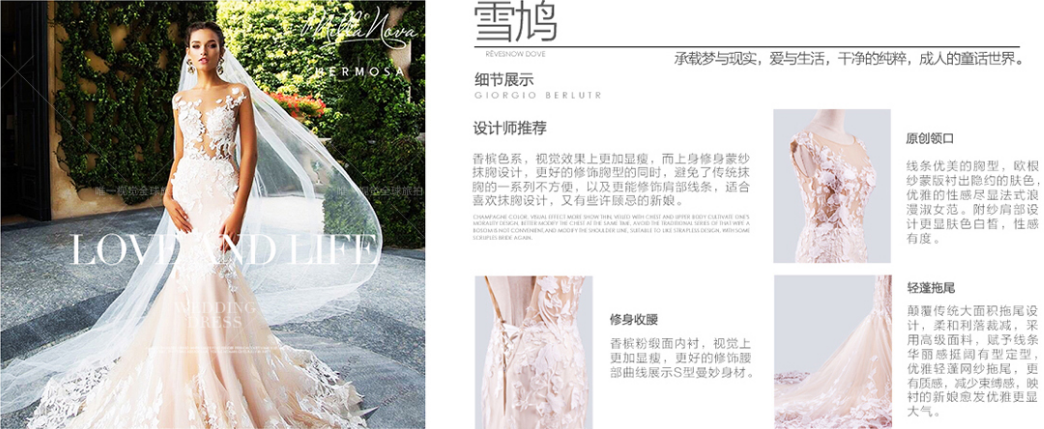 Milla Nova
HERMOSA
唯一视觉全球旅拍
LOVE AND LIFE
WEDDING
DRESS
雪鸠
RÊVESNOW DOVE
承载梦与现实，爱与生活，干净的纯粹，成人的童话世界。
细节展示
GIORGIO BERLUTR
设计师推荐
香槟色系，视觉效果上更加显瘦，而上身修身蒙纱
抹胸设计，更好的修饰胸型的同时，避免了传统抹
胸的一系列不方便，以及更能修饰肩部线条，适合
喜欢抹胸设计，又有些许顾忌的新娘。
CHAMPAGNE COLOR, VISUAL EFFECT MORE SHOW THIN, VEILED WITH CHEST AND UPPER BODY CULTIVATE ONE'S
MORALITY DESIGN, BETTER MODIFY THE CHEST AT THE SAME TIME, AVOID THE TRADITIONAL SERIES OF THAT WIPE A
BOSOM IS NOT CONVENIENT, AND MODIFY THE SHOULDER LINE, SUITABLE TO LIKE STRAPLESS DESIGN, WITH SOME
SCRUPLES BRIDE AGAIN.
原创领口
线条优美的胸型，欧根
纱蒙版衬出隐约的肤色，
优雅的性感尽显法式浪
漫淑女范。附纱肩部设
计更显肤色白皙，性感
有度。
修身收腰
香槟粉缎面内衬，视觉上
更加显瘦，更好的修饰腰
部曲线展示S型曼妙身材。
轻蓬拖尾
颠覆传统大面积拖尾设
计，柔和利落裁减，采
用高级面料，赋予线条
华丽感挺阔有型定型，
优雅轻蓬网纱拖尾，更
有质感，减少束缚感，映
衬的新娘愈发优雅更显
大气。